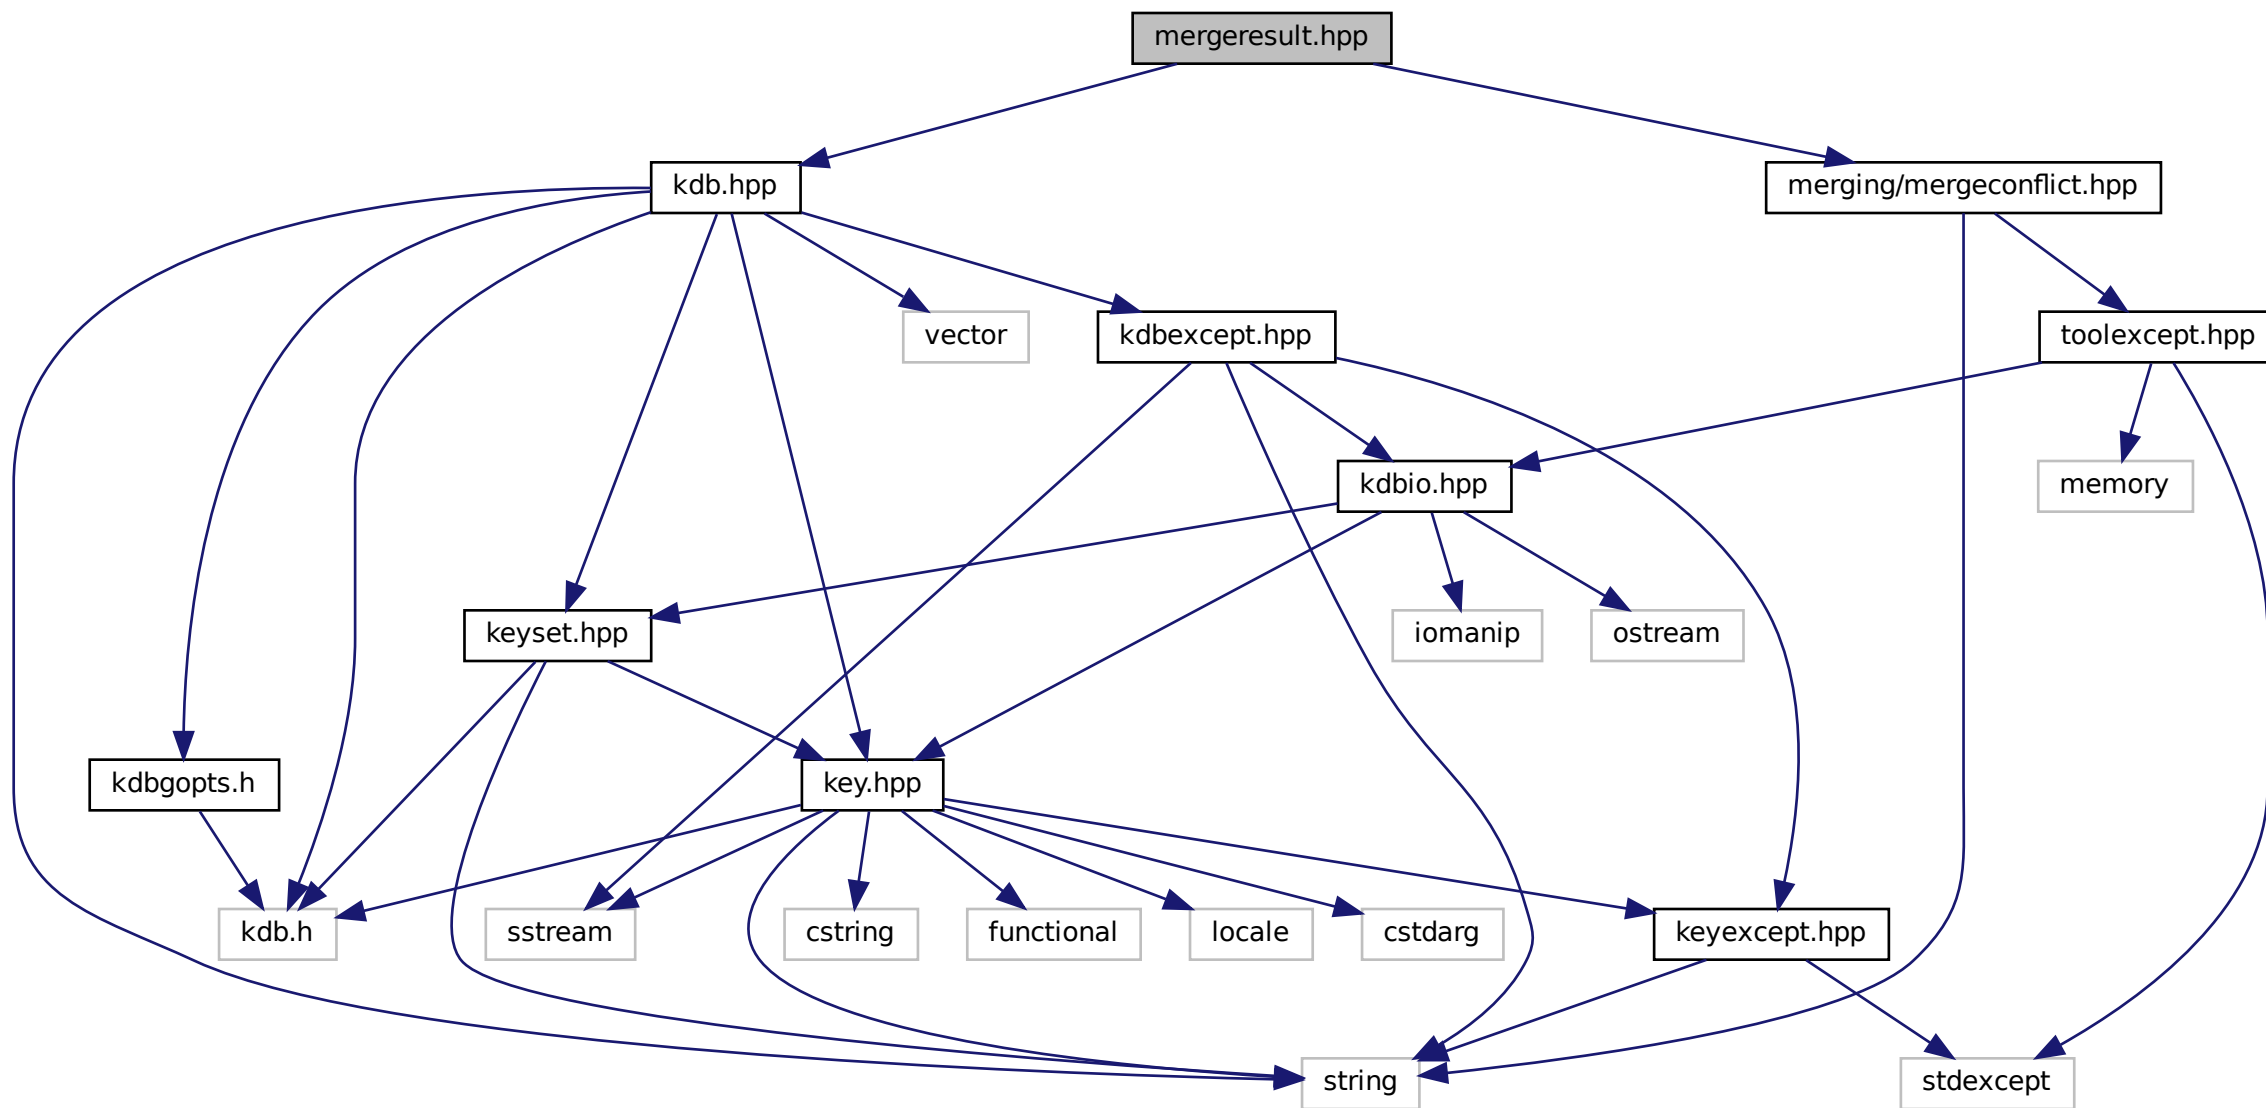 mergeresult.hpp
kdb.hpp
merging/mergeconflict.hpp
vector
kdbexcept.hpp
toolexcept.hpp
kdbio.hpp
memory
keyset.hpp
iomanip
ostream
kdbgopts.h
key.hpp
kdb.h
sstream
cstring
functional
locale
cstdarg
keyexcept.hpp
string
stdexcept